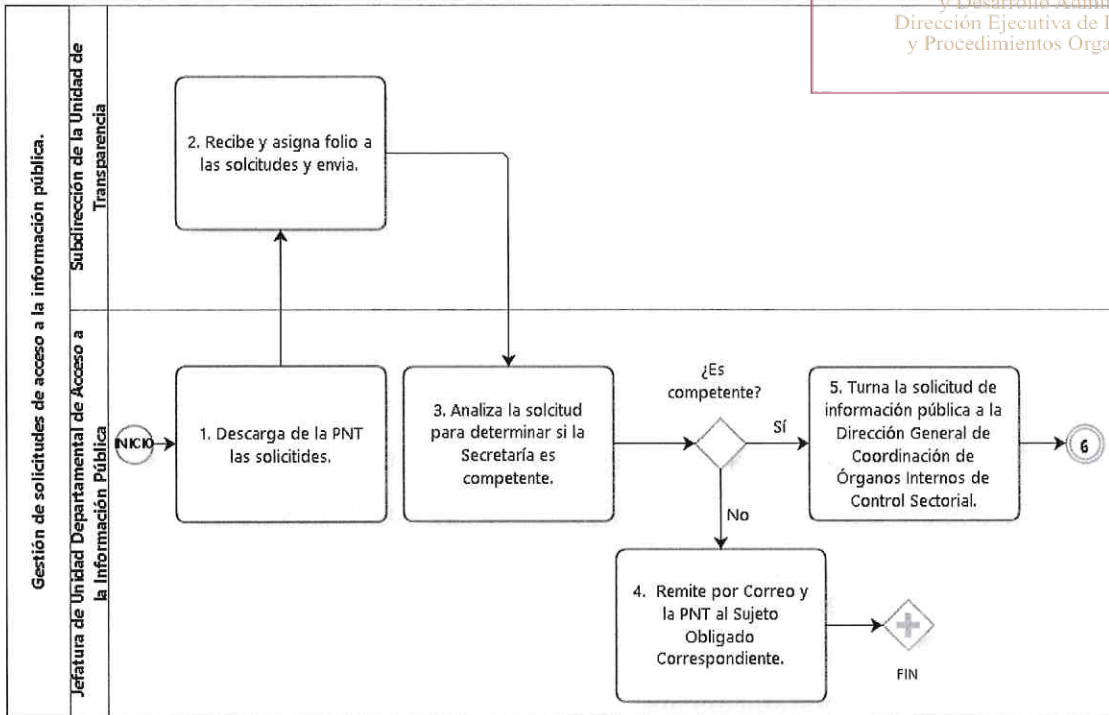 y Desarrollo Admin
Dirección Ejecutiva de
y Procedimientos Orga
Gestión de solicitudes de acceso a la información pública.
Subdirección de la Unidad de
Transparencia
2. Recibe y asigna folio a
las solcitudes y envia.
Jefatura de Unidad Departamental de Acceso a
la Información Pública
INICIO
1. Descarga de la PNT
las solicitides.
3. Analiza la solcitud
para determinar si la
Secretaría es
competente.
¿Es
competente?
Sí
No
5. Turna la solicitud de
información pública a la
Dirección General de
Coordinación de
Órganos Internos de
Control Sectorial.
6
4. Remite por Correo y
la PNT al Sujeto
Obligado
Correspondiente.
FIN